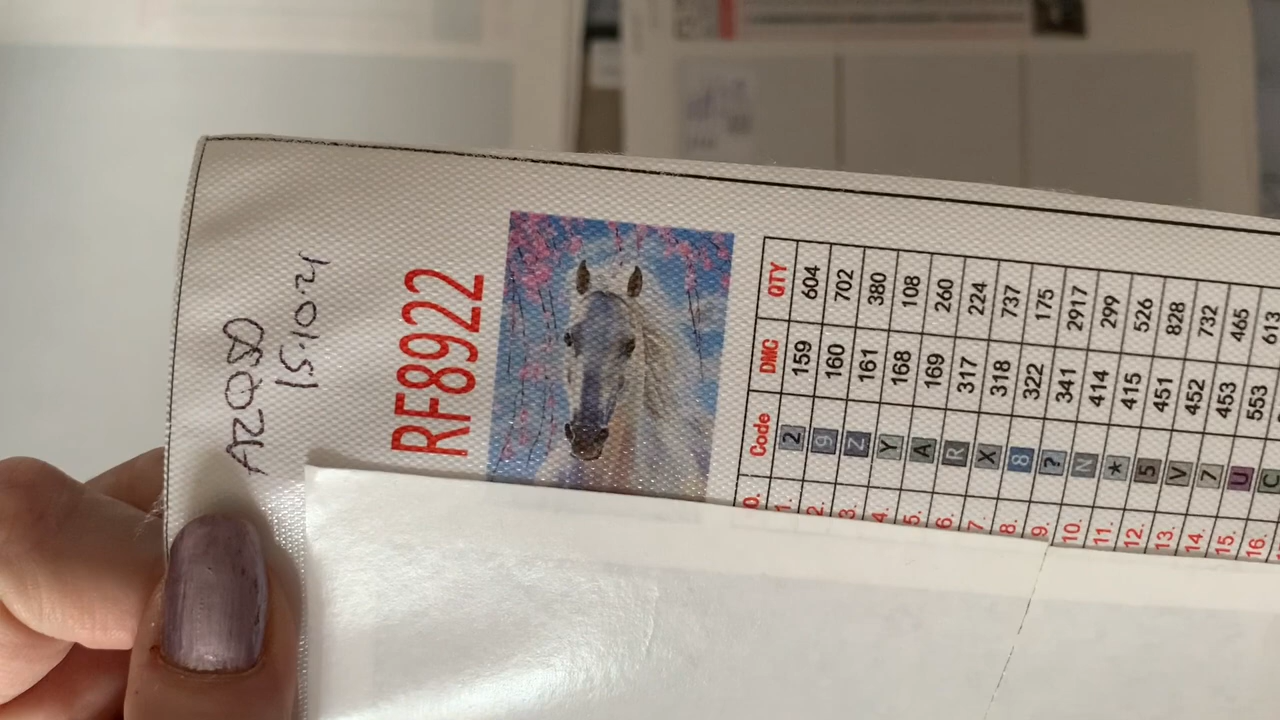 15.10.21
RF8922
Code DMC QTY
1. 2 159 604
2. 9 160 702
3. Z 161 380
4. Y 168 108
5. A 169 260
6. R 317 224
7. X 318 737
8. 8 322 175
9. ? 341 2917
10. N 414 299
11. * 415 526
12. 5 451 828
13. V 452 732
14. 7 453 465
15. U 553 613
16. C